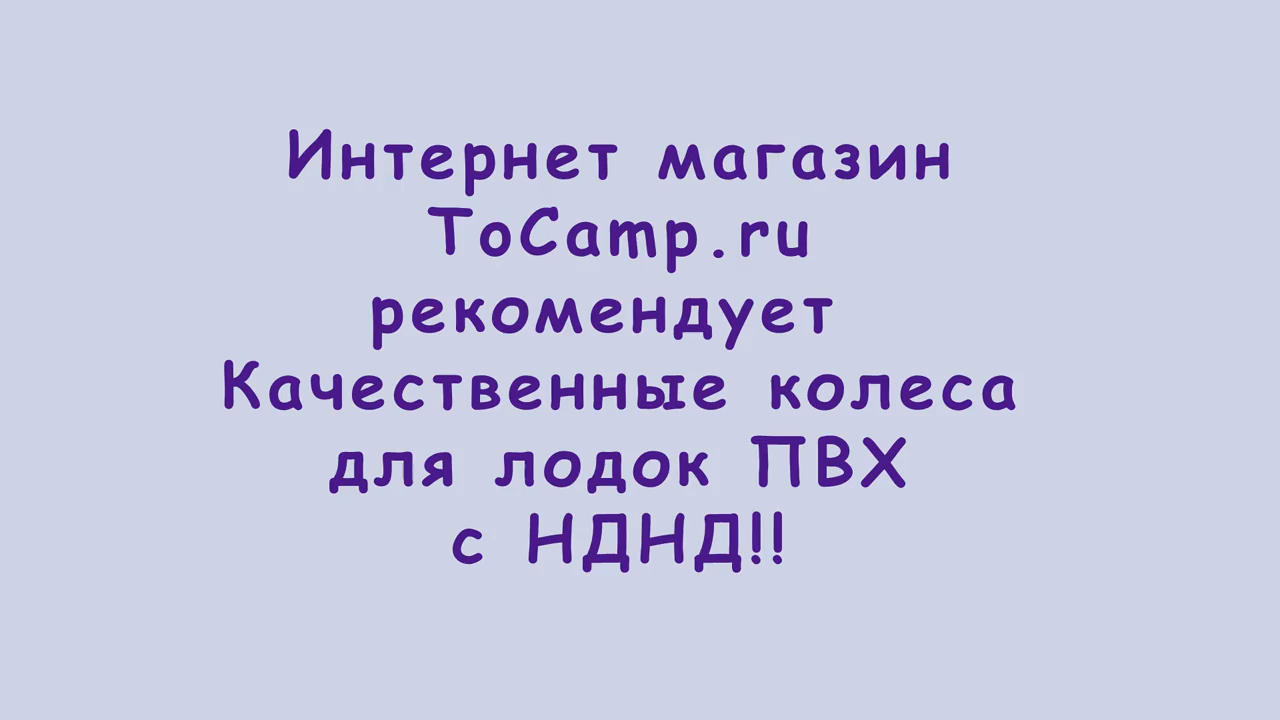 Интернет магазин
ToCamp.ru
рекомендует
Качественные колеса
для лодок ПВХ
с НДНД!!